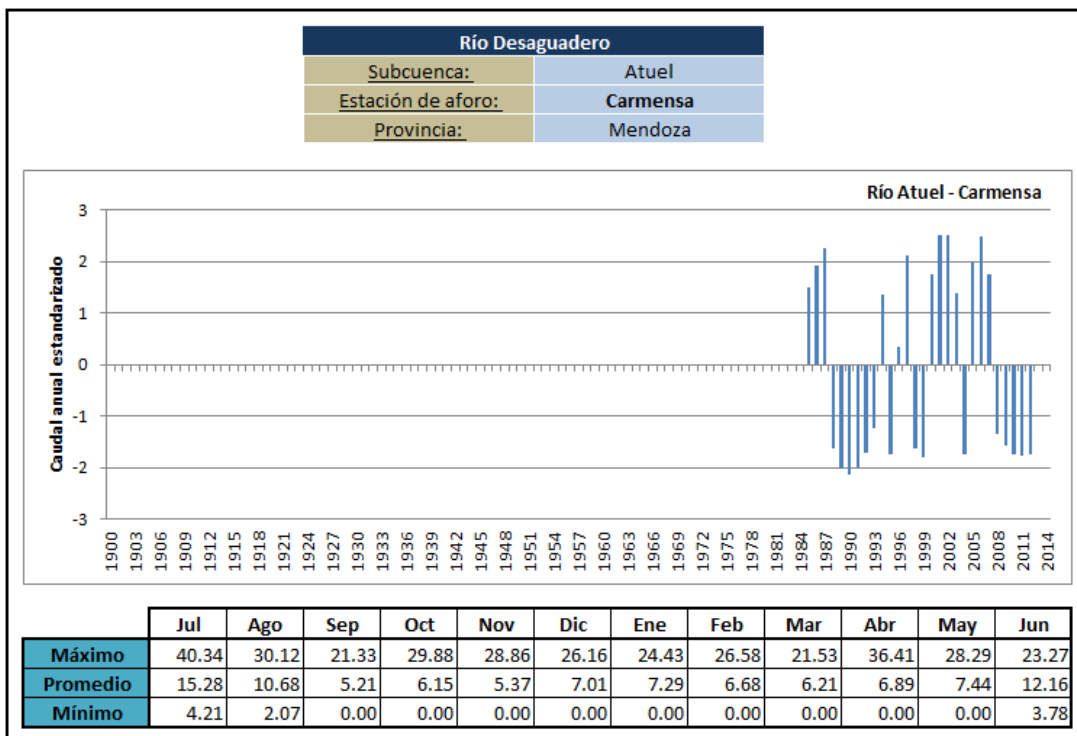 Río Desaguadero
Subcuenca: Atuel
Estación de aforo: Carmensa
Provincia: Mendoza
Río Atuel - Carmensa
Caudal anual estandarizado
3
2
1
0
-1
-2
-3
1900 1903 1906 1909 1912 1915 1918 1921 1924 1927 1930 1933 1936 1939 1942 1945 1948 1951 1954 1957 1960 1963 1966 1969 1972 1975 1978 1981 1984 1987 1990 1993 1996 1999 2002 2005 2008 2011 2014
Jul Ago Sep Oct Nov Dic Ene Feb Mar Abr May Jun
Máximo 40.34 30.12 21.33 29.88 28.86 26.16 24.43 26.58 21.53 36.41 28.29 23.27
Promedio 15.28 10.68 5.21 6.15 5.37 7.01 7.29 6.68 6.21 6.89 7.44 12.16
Mínimo 4.21 2.07 0.00 0.00 0.00 0.00 0.00 0.00 0.00 0.00 0.00 3.78